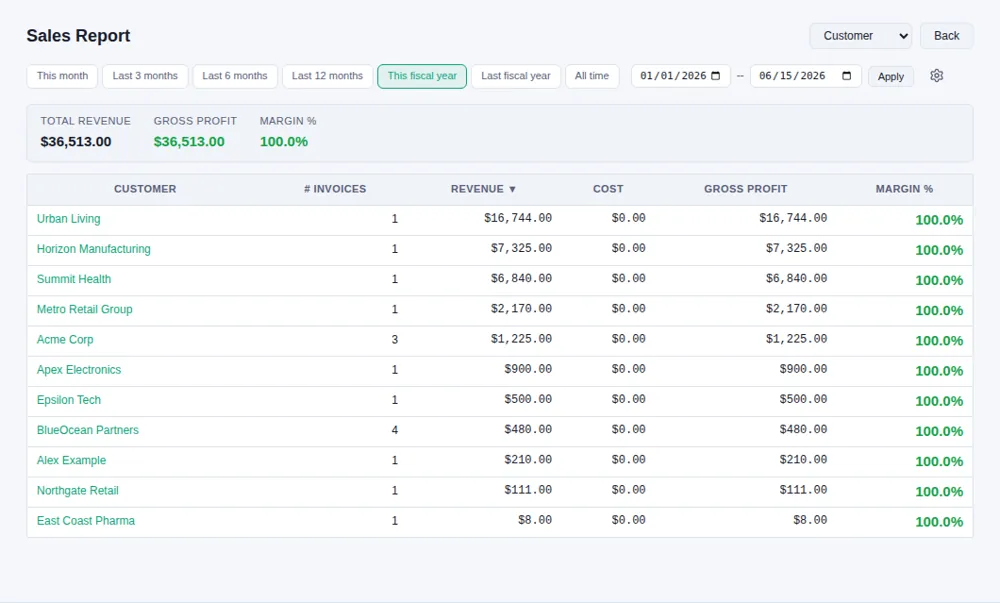 Sales Report
Customer Back
This month Last 3 months Last 6 months Last 12 months This fiscal year Last fiscal year All time 01/01/2026 – 06/15/2026 Apply
TOTAL REVENUE GROSS PROFIT MARGIN %
$36,513.00 $36,513.00 100.0%
CUSTOMER # INVOICES REVENUE ▼ COST GROSS PROFIT MARGIN %
Urban Living 1 $16,744.00 $0.00 $16,744.00 100.0%
Horizon Manufacturing 1 $7,325.00 $0.00 $7,325.00 100.0%
Summit Health 1 $6,840.00 $0.00 $6,840.00 100.0%
Metro Retail Group 1 $2,170.00 $0.00 $2,170.00 100.0%
Acme Corp 3 $1,225.00 $0.00 $1,225.00 100.0%
Apex Electronics 1 $900.00 $0.00 $900.00 100.0%
Epsilon Tech 1 $500.00 $0.00 $500.00 100.0%
BlueOcean Partners 4 $480.00 $0.00 $480.00 100.0%
Alex Example 1 $210.00 $0.00 $210.00 100.0%
Northgate Retail 1 $111.00 $0.00 $111.00 100.0%
East Coast Pharma 1 $8.00 $0.00 $8.00 100.0%